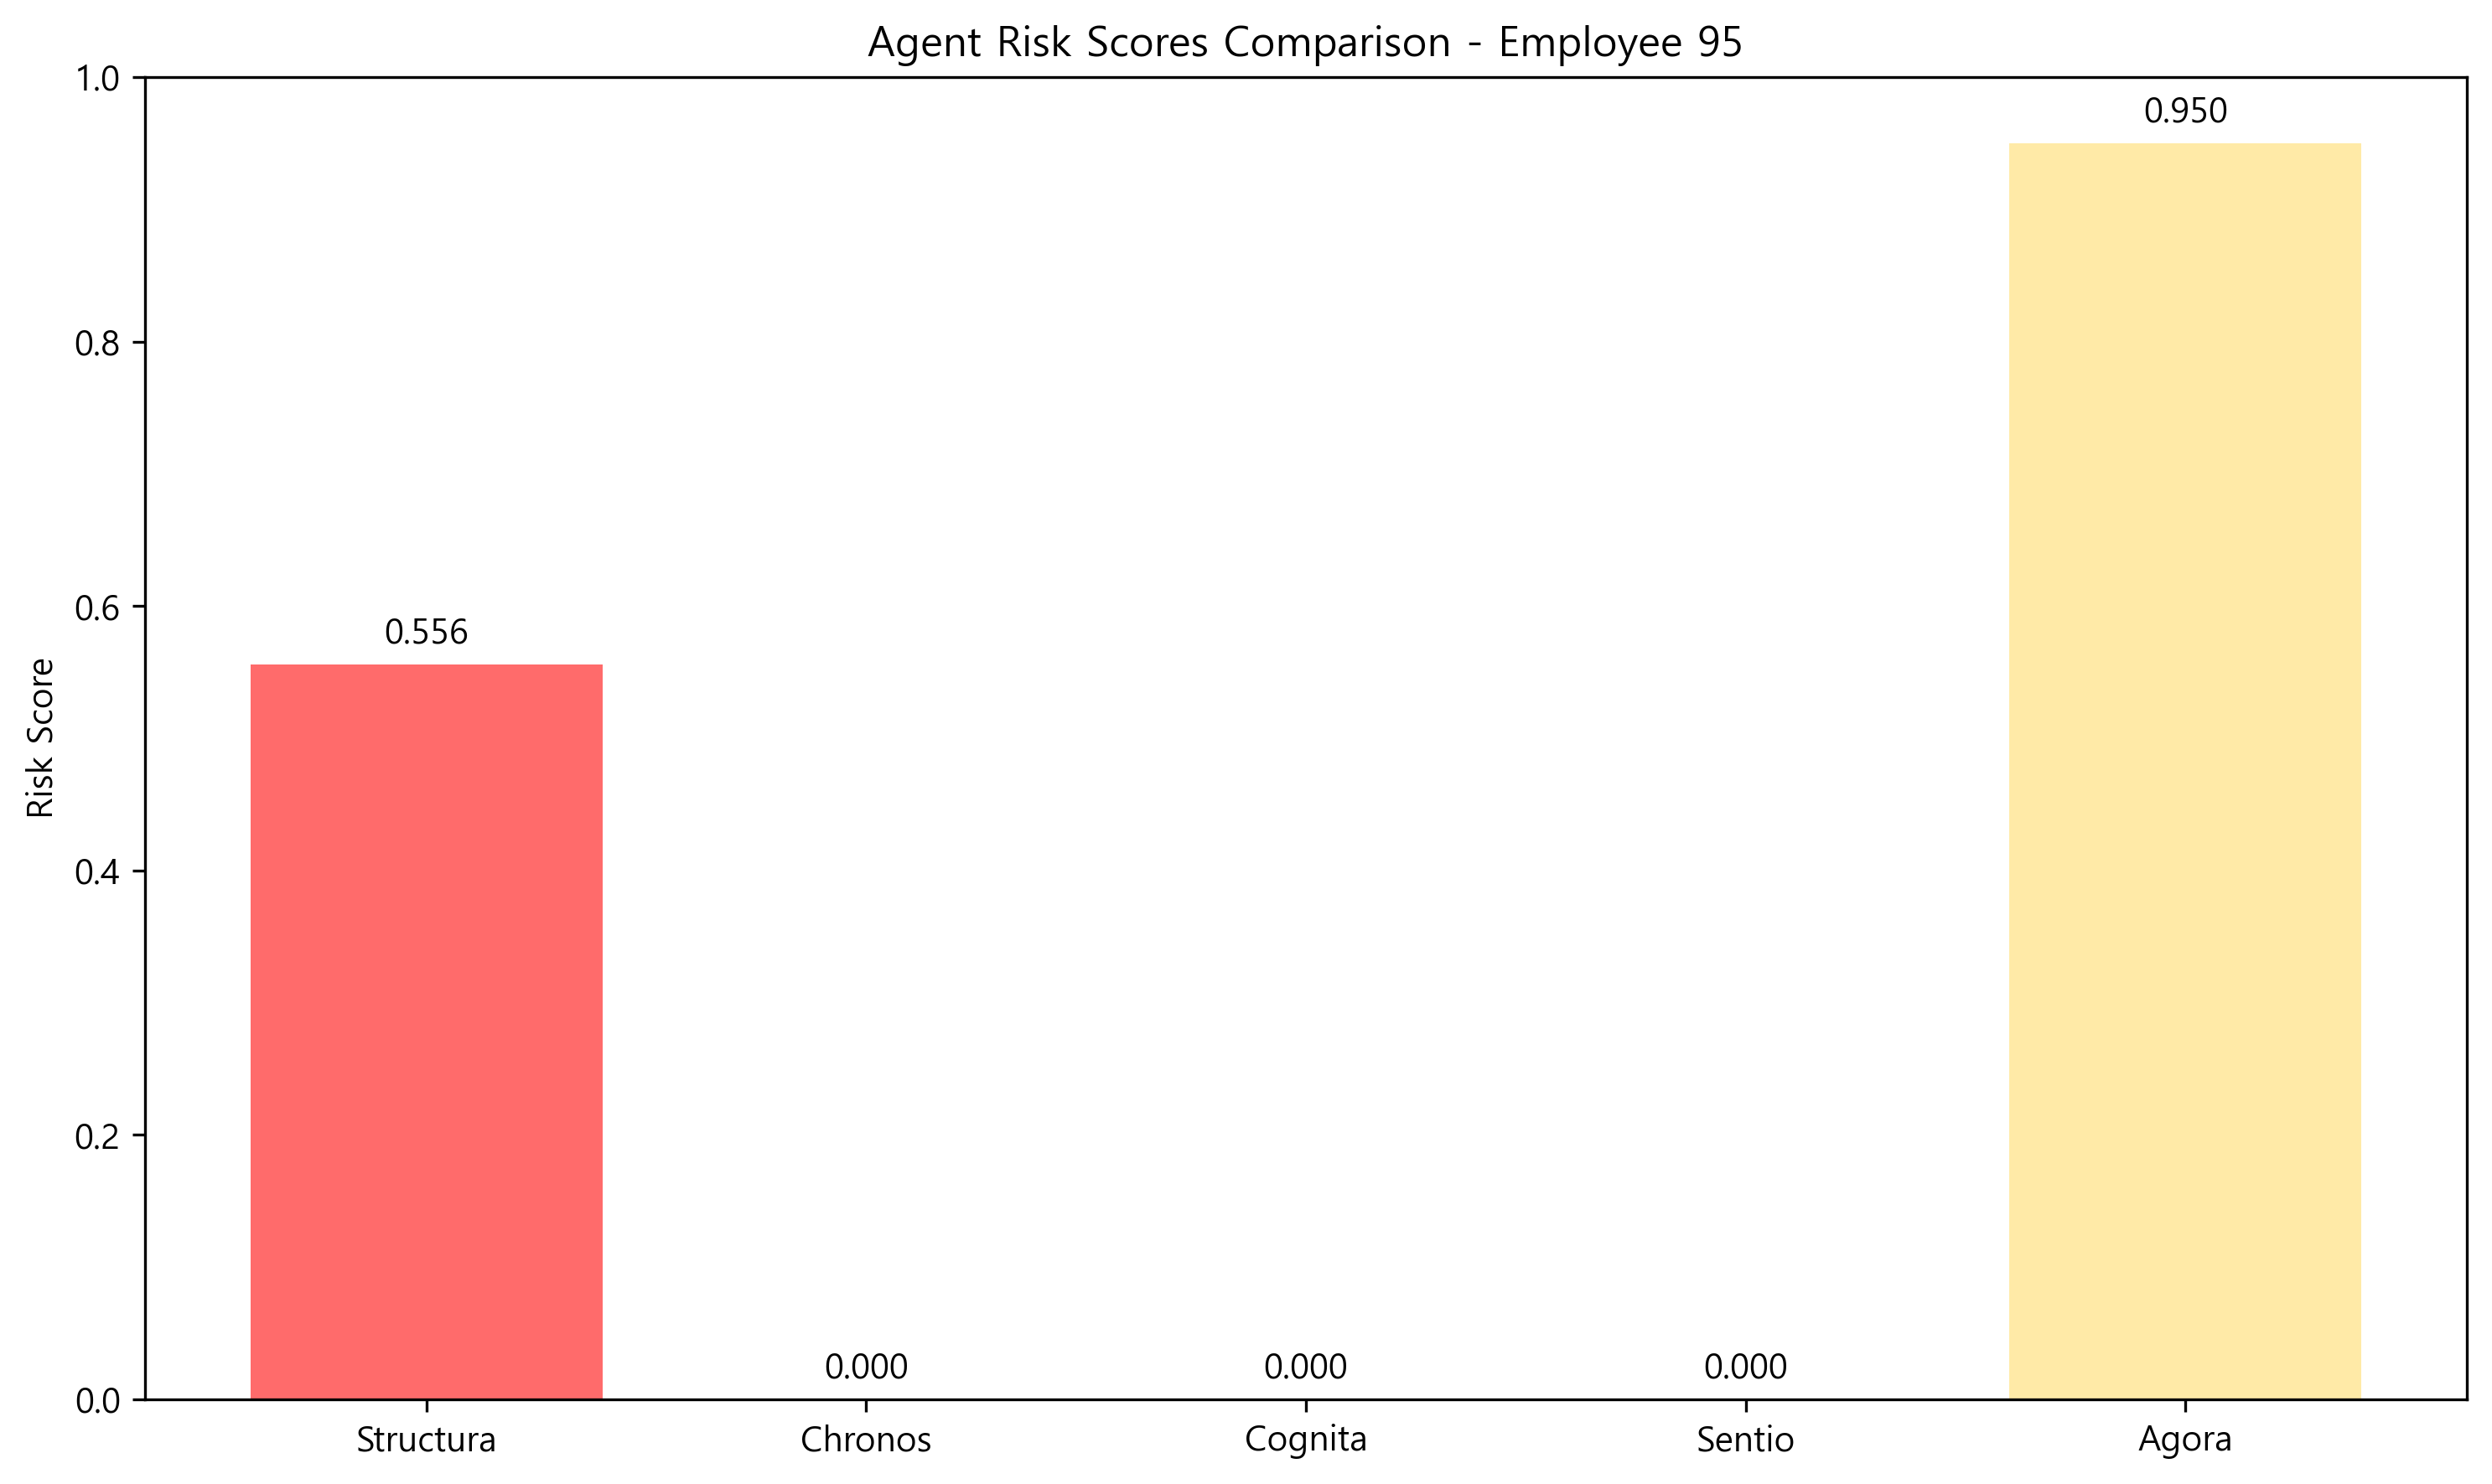 Agent Risk Scores Comparison - Employee 95
1.0
0.950
0.8
0.6
0.556
Risk Score
0.4
0.2
0.000
0.000
0.000
0.0
Structura
Chronos
Cognita
Sentio
Agora